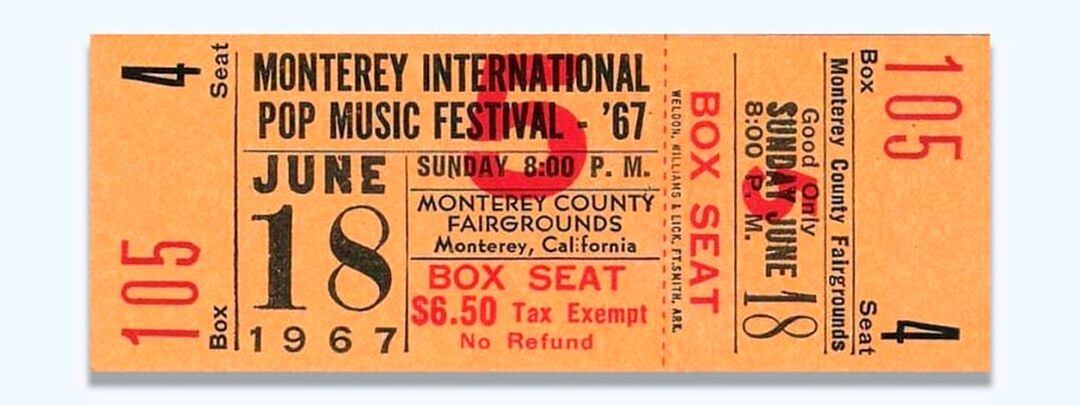 4
Seat
105
Box
MONTEREY INTERNATIONAL
POP MUSIC FESTIVAL - '67
5
JUNE
18
1967
SUNDAY 8:00 P. M.
MONTEREY COUNTY
FAIRGROUNDS
Monterey, California
BOX SEAT
$6.50 Tax Exempt
No Refund
WELDON, WILLIAMS & LICK, FT. SMITH, ARK.
BOX SEAT
8:00 P. M.
SUNDAY JUNE 18
Good Only
5
Monterey County Fairgrounds
Box
105
Seat
4